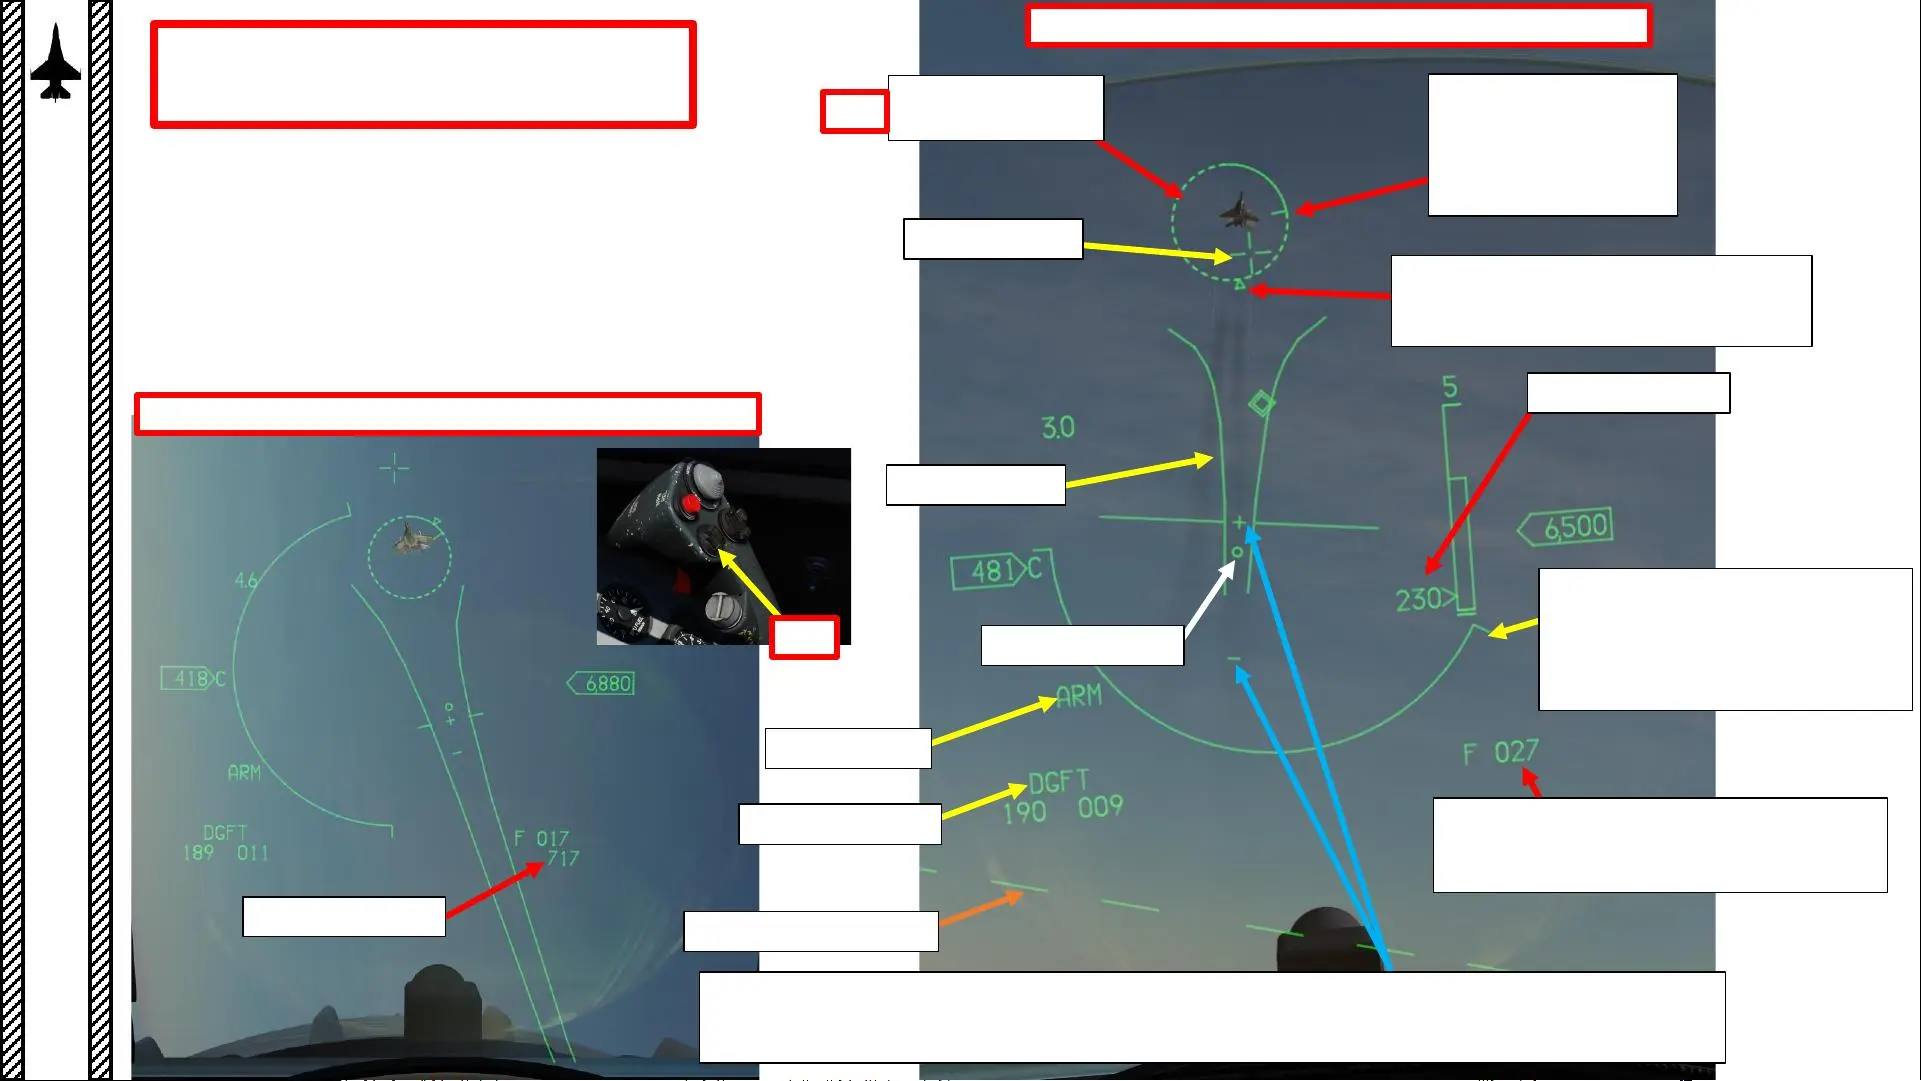 5
3.0
6,500
481 C
230>
ARM
F 027
DGFT
190 009
4.6
418 C
6,880
ARM
DGFT
189 011
F 017
717